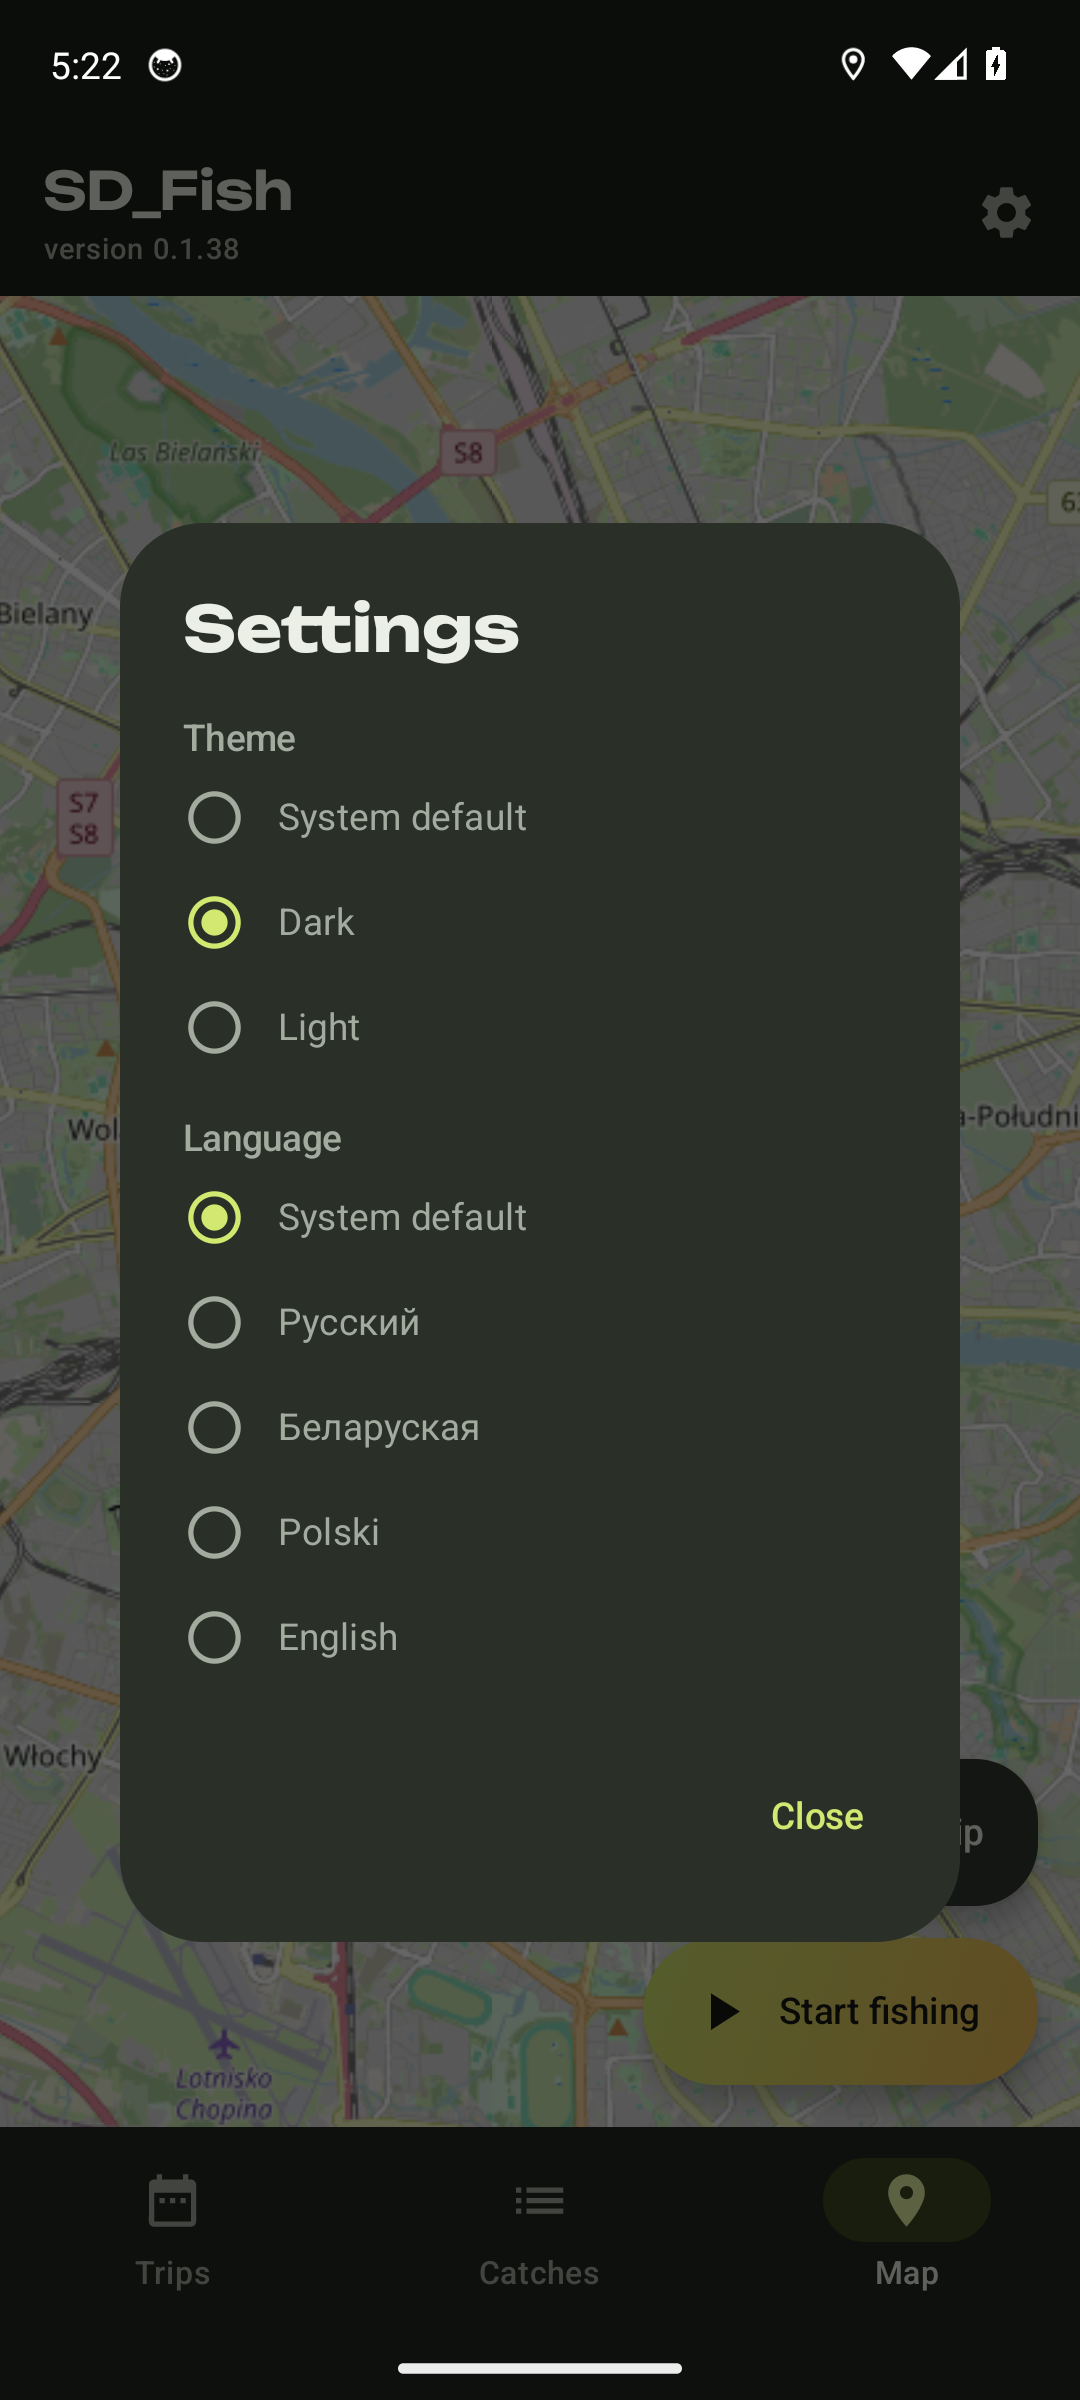 5:22
SD_Fish
version 0.1.38
Las Bielański
S8
Bielany
Settings
Theme
System default
S7
S8
Dark
Light
Language
System default
Русский
Беларуская
Polski
English
Włochy
Close
Start fishing
Lotnisko
Chopina
Trips
Catches
Map